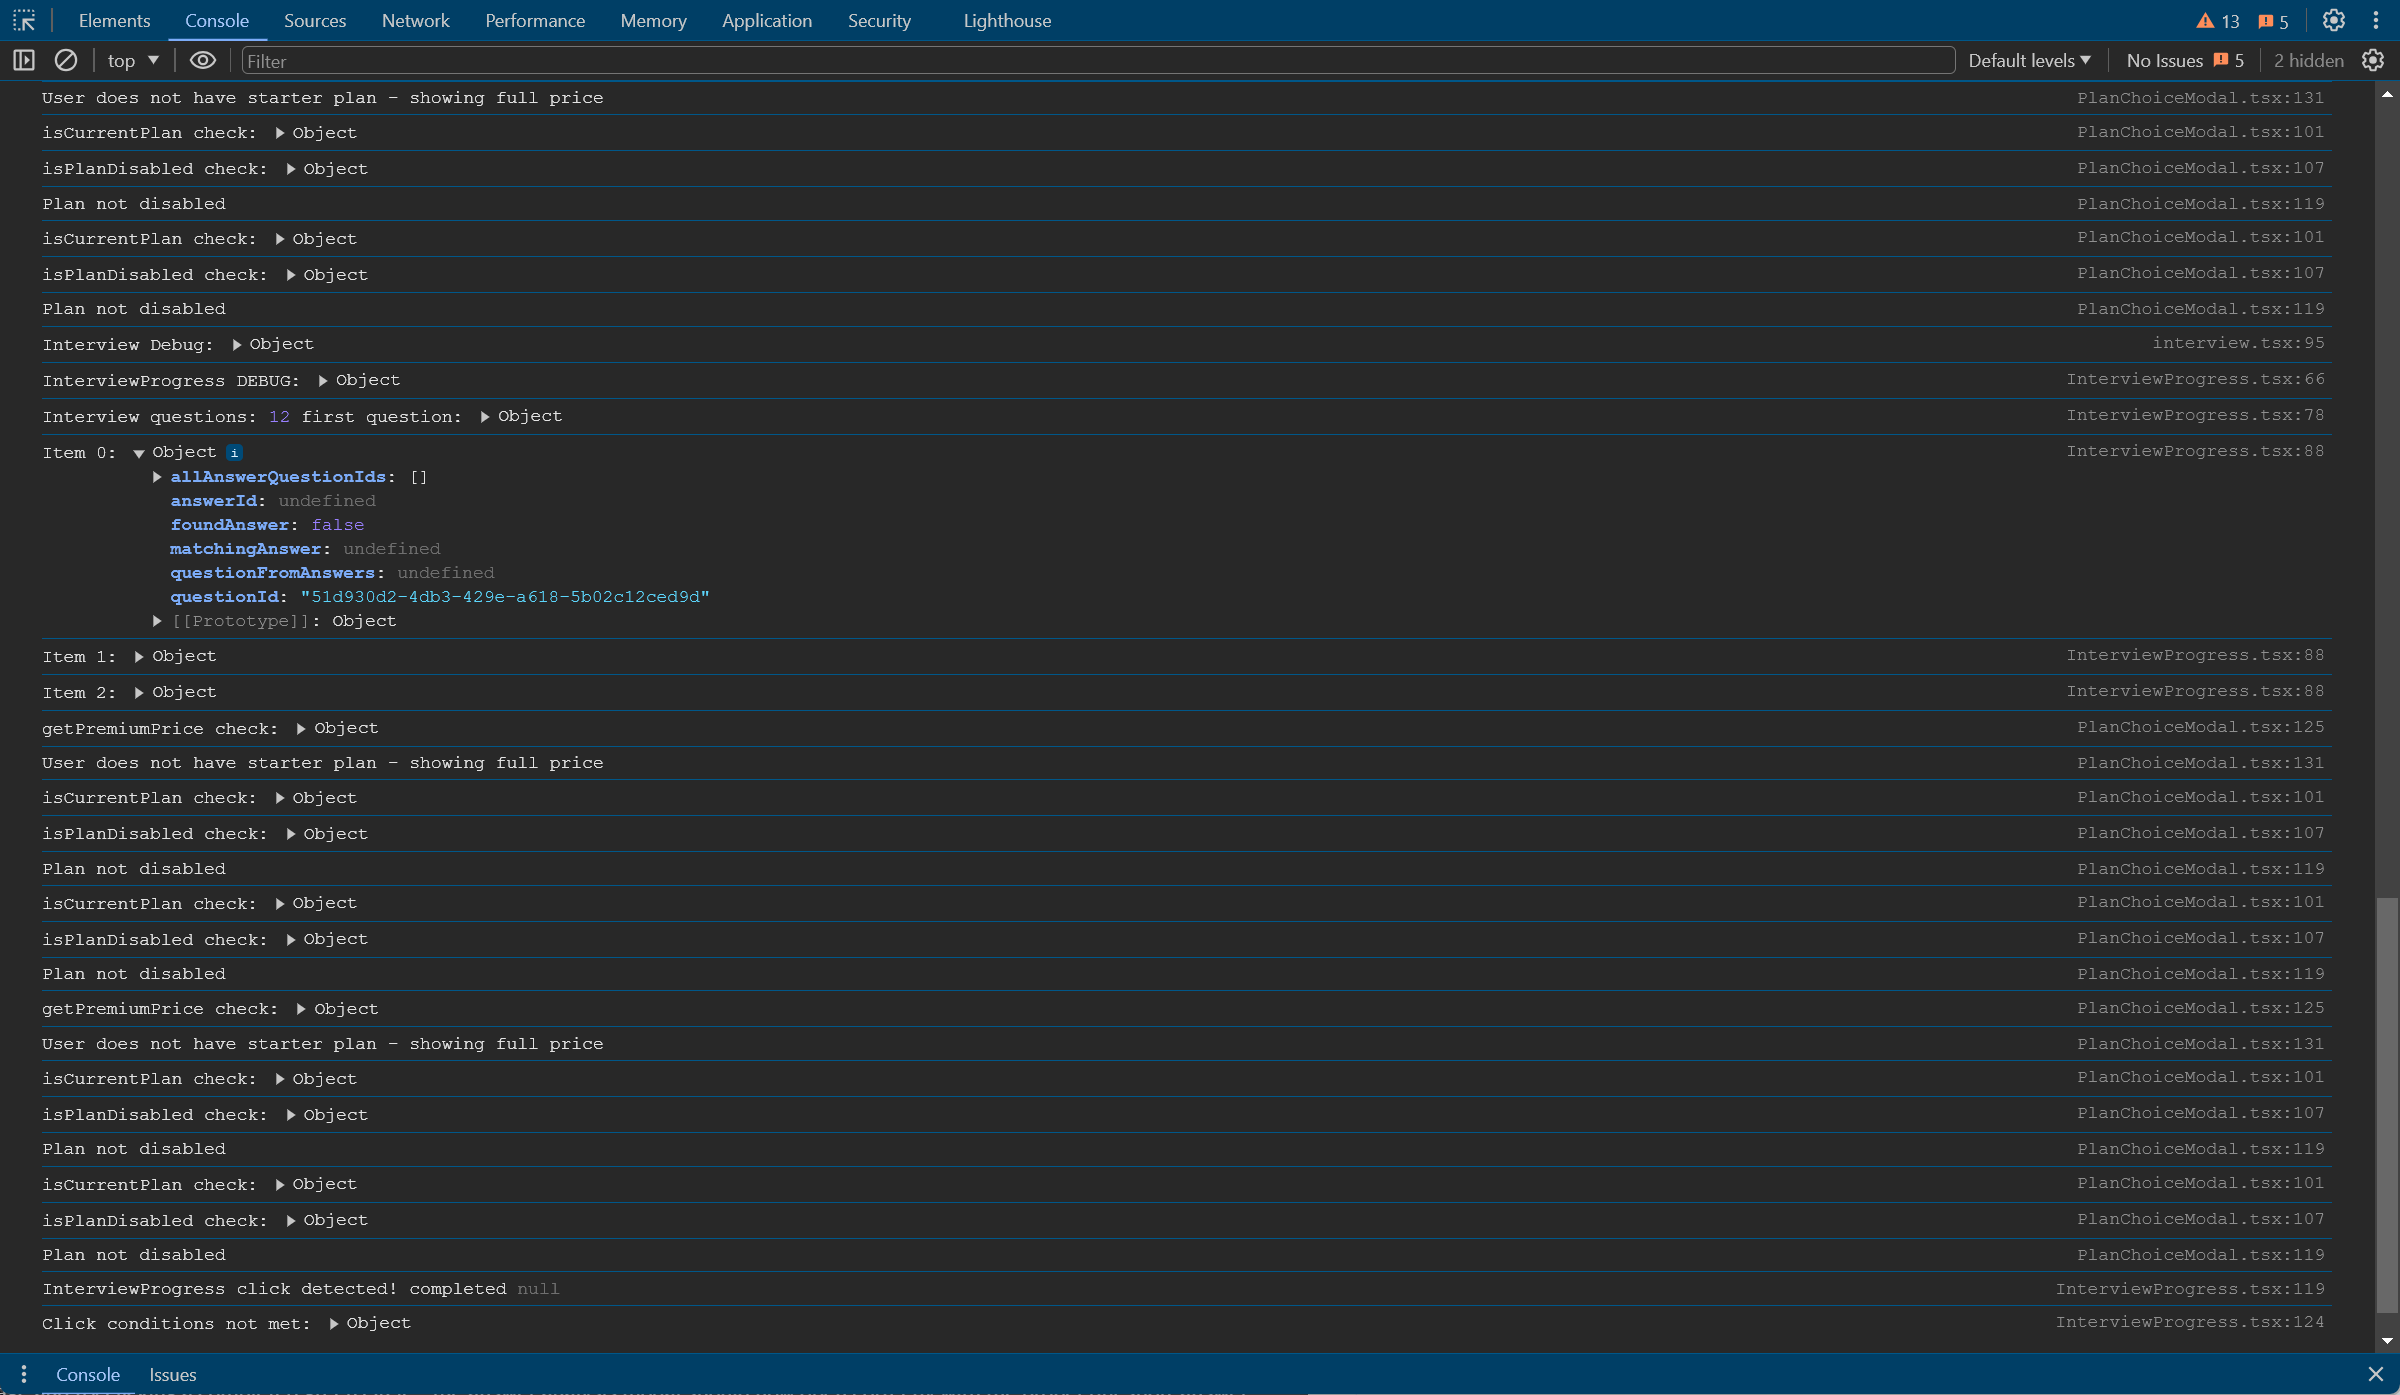 Elements Console Sources Network Performance Memory Application Security Lighthouse 13 5
top Filter Default levels No Issues 5 2 hidden
User does not have starter plan - showing full price PlanChoiceModal.tsx:131
isCurrentPlan check: Object PlanChoiceModal.tsx:101
isPlanDisabled check: Object PlanChoiceModal.tsx:107
Plan not disabled PlanChoiceModal.tsx:119
isCurrentPlan check: Object PlanChoiceModal.tsx:101
isPlanDisabled check: Object PlanChoiceModal.tsx:107
Plan not disabled PlanChoiceModal.tsx:119
Interview Debug: Object interview.tsx:95
InterviewProgress DEBUG: Object InterviewProgress.tsx:66
Interview questions: 12 first question: Object InterviewProgress.tsx:78
Item 0: Object i InterviewProgress.tsx:88
allAnswerQuestionIds: []
answerId: undefined
foundAnswer: false
matchingAnswer: undefined
questionFromAnswers: undefined
questionId: "51d930d2-4db3-429e-a618-5b02c12ced9d"
[[Prototype]]: Object
Item 1: Object InterviewProgress.tsx:88
Item 2: Object InterviewProgress.tsx:88
getPremiumPrice check: Object PlanChoiceModal.tsx:125
User does not have starter plan - showing full price PlanChoiceModal.tsx:131
isCurrentPlan check: Object PlanChoiceModal.tsx:101
isPlanDisabled check: Object PlanChoiceModal.tsx:107
Plan not disabled PlanChoiceModal.tsx:119
isCurrentPlan check: Object PlanChoiceModal.tsx:101
isPlanDisabled check: Object PlanChoiceModal.tsx:107
Plan not disabled PlanChoiceModal.tsx:119
getPremiumPrice check: Object PlanChoiceModal.tsx:125
User does not have starter plan - showing full price PlanChoiceModal.tsx:131
isCurrentPlan check: Object PlanChoiceModal.tsx:101
isPlanDisabled check: Object PlanChoiceModal.tsx:107
Plan not disabled PlanChoiceModal.tsx:119
isCurrentPlan check: Object PlanChoiceModal.tsx:101
isPlanDisabled check: Object PlanChoiceModal.tsx:107
Plan not disabled PlanChoiceModal.tsx:119
InterviewProgress click detected! completed null InterviewProgress.tsx:119
Click conditions not met: Object InterviewProgress.tsx:124
Console Issues